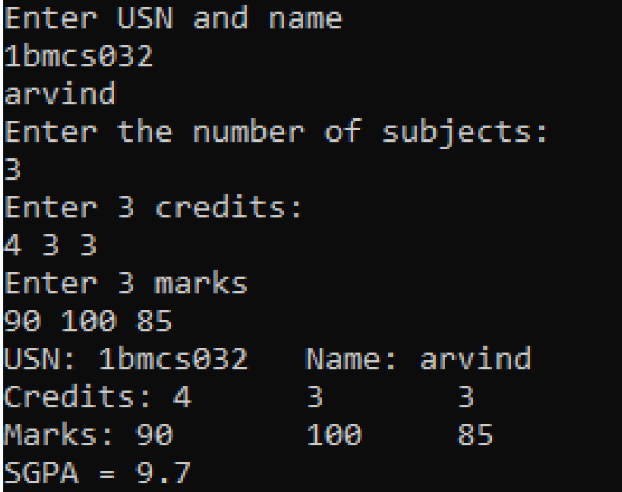 Enter USN and name
1bmcs032
arvind
Enter the number of subjects:
3
Enter 3 credits:
4 3 3
Enter 3 marks
90 100 85
USN: 1bmcs032   Name: arvind
Credits: 4      3       3
Marks: 90       100     85
SGPA = 9.7